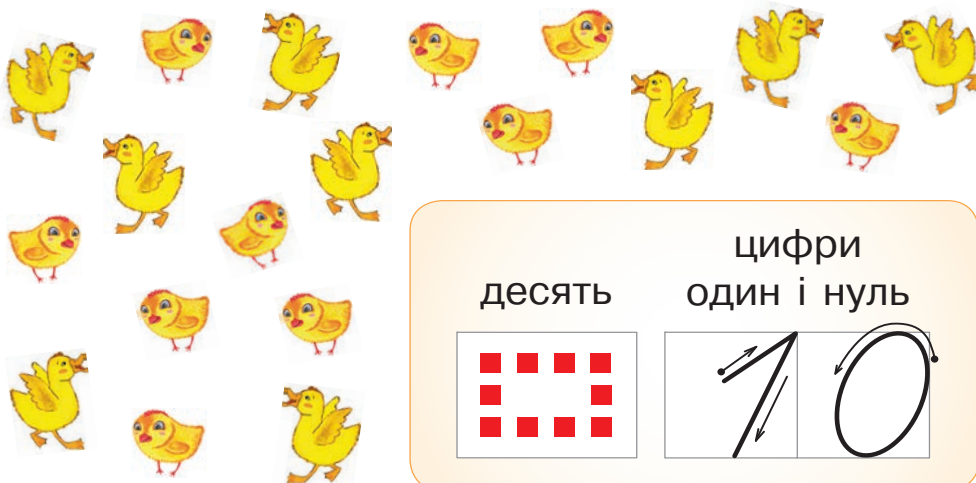 десять
цифри
один і нуль
10